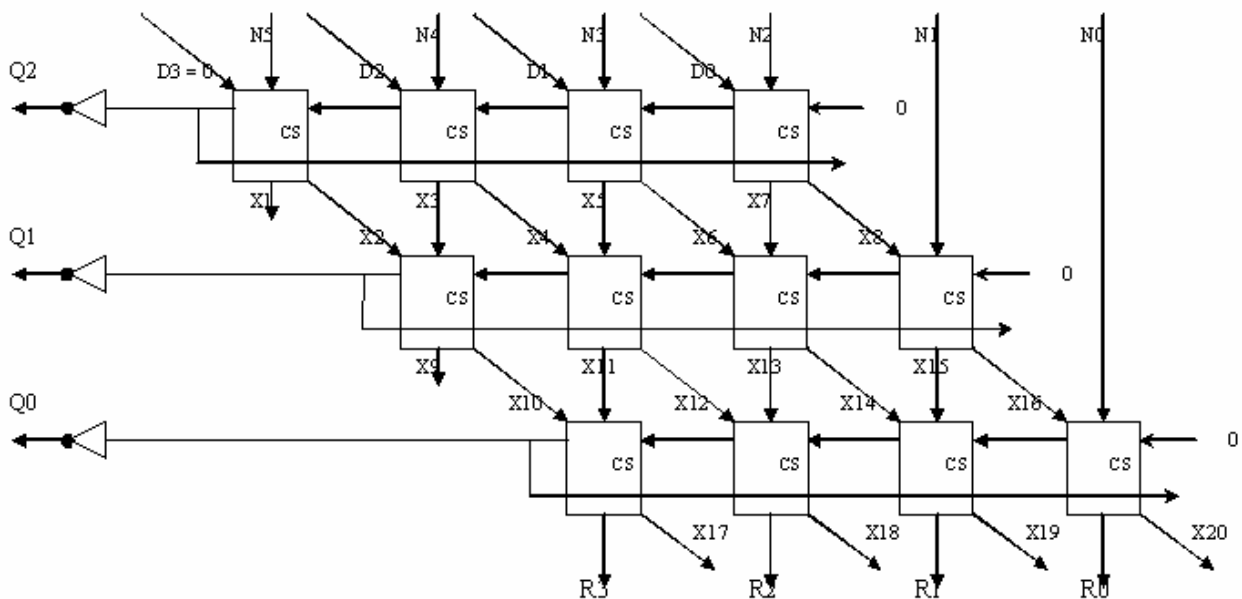 N5 N4 N3 N2 N1 N0
Q2 D3 = 0 D2 D1 D0
CS CS CS CS 0
X1 X3 X5 X7
Q1 X2 X4 X6 X8
CS CS CS CS 0
X9 X11 X13 X15
Q0 X10 X12 X14 X16
CS CS CS CS 0
X17 X18 X19 X20
R3 R2 R1 R0